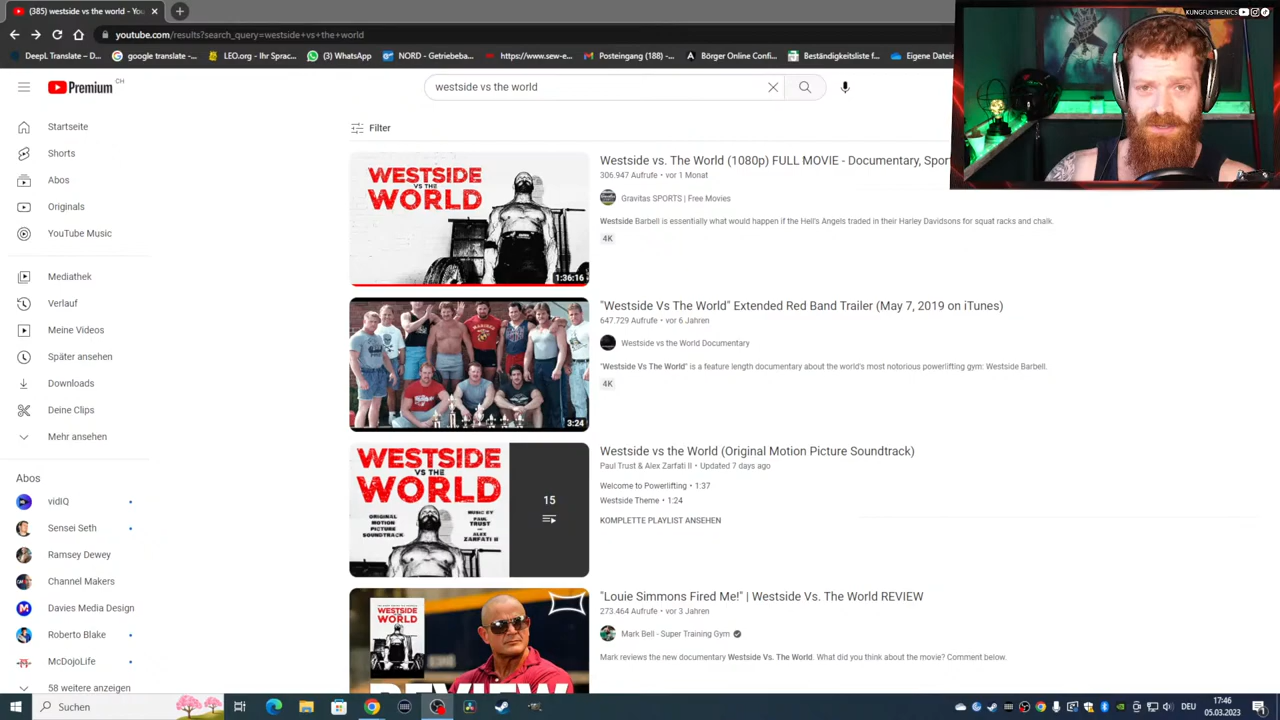 (385) westside vs the world - You
KUNGFUSTHENICS
youtube.com/results?search_query=westside+vs+the+world
Deepl Translate
google translate -...
LEO.org - Ihr Sprac...
(3) WhatsApp
NORD - Getriebeba...
https://www.sew-e...
Posteingang (188) -...
Börger Online Confi...
Beständigkeitsliste f...
Eigene Dateie
Premium CH
westside vs the world
Filter
Startseite
Shorts
Abos
Originals
YouTube Music
Mediathek
Verlauf
Meine Videos
Später ansehen
Downloads
Deine Clips
Mehr ansehen
Abos
vidIQ
Sensei Seth
Ramsey Dewey
Channel Makers
Davies Media Design
Roberto Blake
McDojoLife
58 weitere anzeigen
WESTSIDE
VS THE
WORLD
1:36:16
Westside vs. The World (1080p) FULL MOVIE - Documentary, Spor
306.947 Aufrufe • vor 1 Monat
Gravitas SPORTS | Free Movies
Westside Barbell is essentially what would happen if the Hell's Angels traded in their Harley Davidsons for squat racks and chalk.
4K
3:24
"Westside Vs The World" Extended Red Band Trailer (May 7, 2019 on iTunes)
647.729 Aufrufe • vor 6 Jahren
Westside vs the World Documentary
"Westside Vs The World" is a feature length documentary about the world's most notorious powerlifting gym: Westside Barbell.
4K
WESTSIDE
VS THE
WORLD
ORIGINAL
MOTION
PICTURE
SOUNDTRACK
MUSIC BY
PAUL
TRUST &
ALEX
ZARFATI II
15
Westside vs the World (Original Motion Picture Soundtrack)
Paul Trust & Alex Zarfati II • Updated 7 days ago
Welcome to Powerlifting • 1:37
Westside Theme • 1:24
KOMPLETTE PLAYLIST ANSEHEN
WESTSIDE
WORLD
REVIEW
"Louie Simmons Fired Me!" | Westside Vs. The World REVIEW
273.464 Aufrufe • vor 3 Jahren
Mark Bell - Super Training Gym
Mark reviews the new documentary Westside Vs. The World. What did you think about the movie? Comment below.
Suchen
17:46
05.03.2023